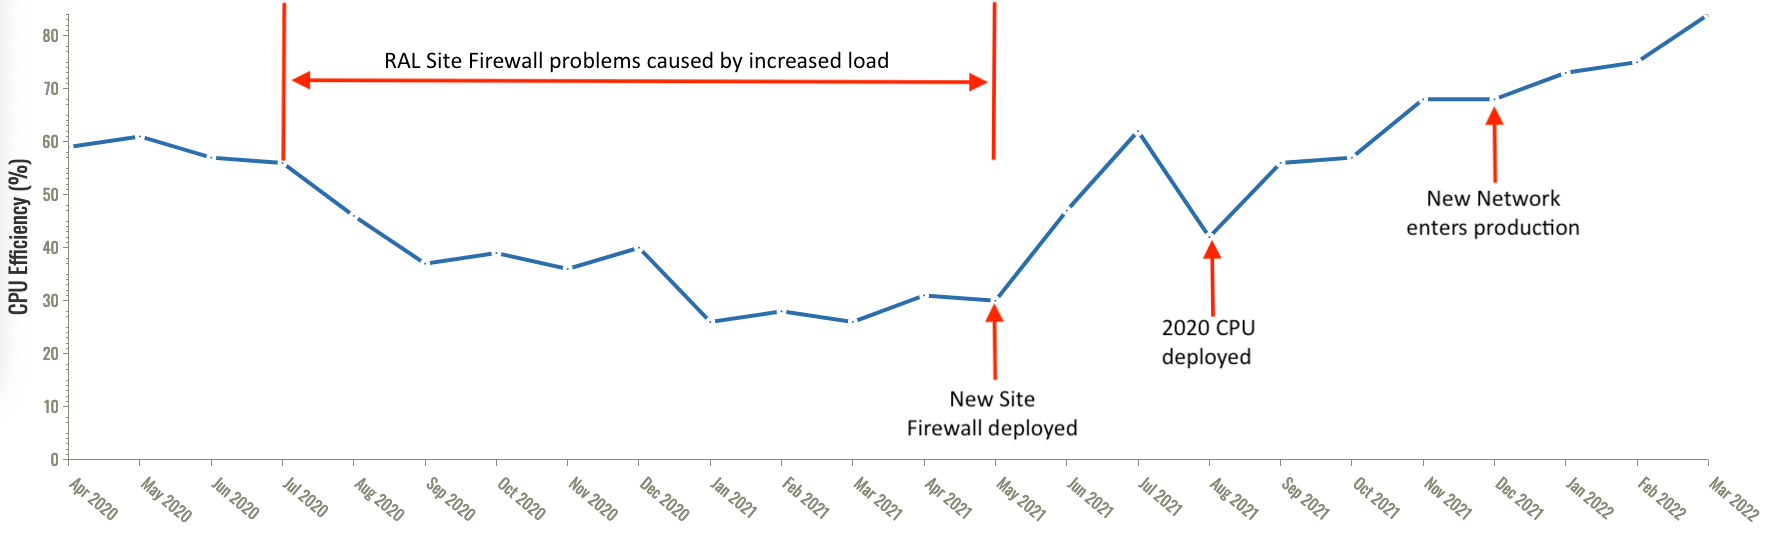 RAL Site Firewall problems caused by increased load
CPU Efficiency (%)
80
70
60
50
40
30
20
10
0
New Network
enters production
2020 CPU
deployed
New Site
Firewall deployed
Apr 2020
May 2020
Jun 2020
Jul 2020
Aug 2020
Sep 2020
Oct 2020
Nov 2020
Dec 2020
Jan 2021
Feb 2021
Mar 2021
Apr 2021
May 2021
Jun 2021
Jul 2021
Aug 2021
Sep 2021
Oct 2021
Nov 2021
Dec 2021
Jan 2022
Feb 2022
Mar 2022